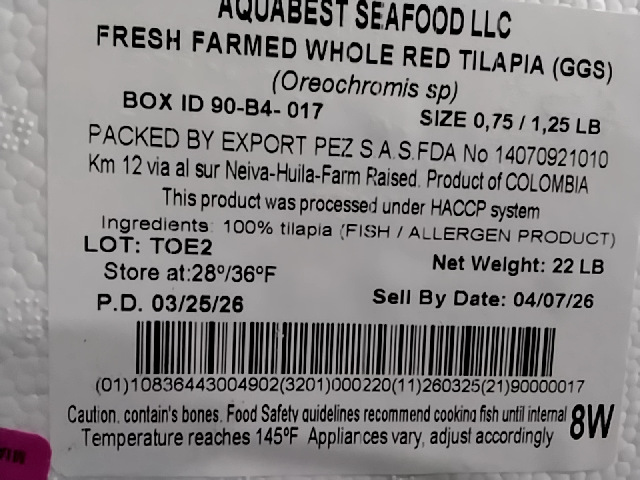 AQUABEST SEAFOOD LLC
FRESH FARMED WHOLE RED TILAPIA (GGS)
(Oreochromis sp)
BOX ID 90-B4- 017 SIZE 0,75 / 1,25 LB
PACKED BY EXPORT PEZ S.A.S.FDA No 14070921010
Km 12 via al sur Neiva-Huila-Farm Raised. Product of COLOMBIA
This product was processed under HACCP system
Ingredients: 100% tilapia (FISH / ALLERGEN PRODUCT)
LOT: TOE2 Net Weight: 22 LB
Store at:28º/36ºF
P.D. 03/25/26 Sell By Date: 04/07/26
(01)10836443004902(3201)000220(11)260325(21)90000017
Caution. contain's bones. Food Safety guidelines recommend cooking fish until internal 8W
Temperature reaches 145ºF Appliances vary, adjust accordingly